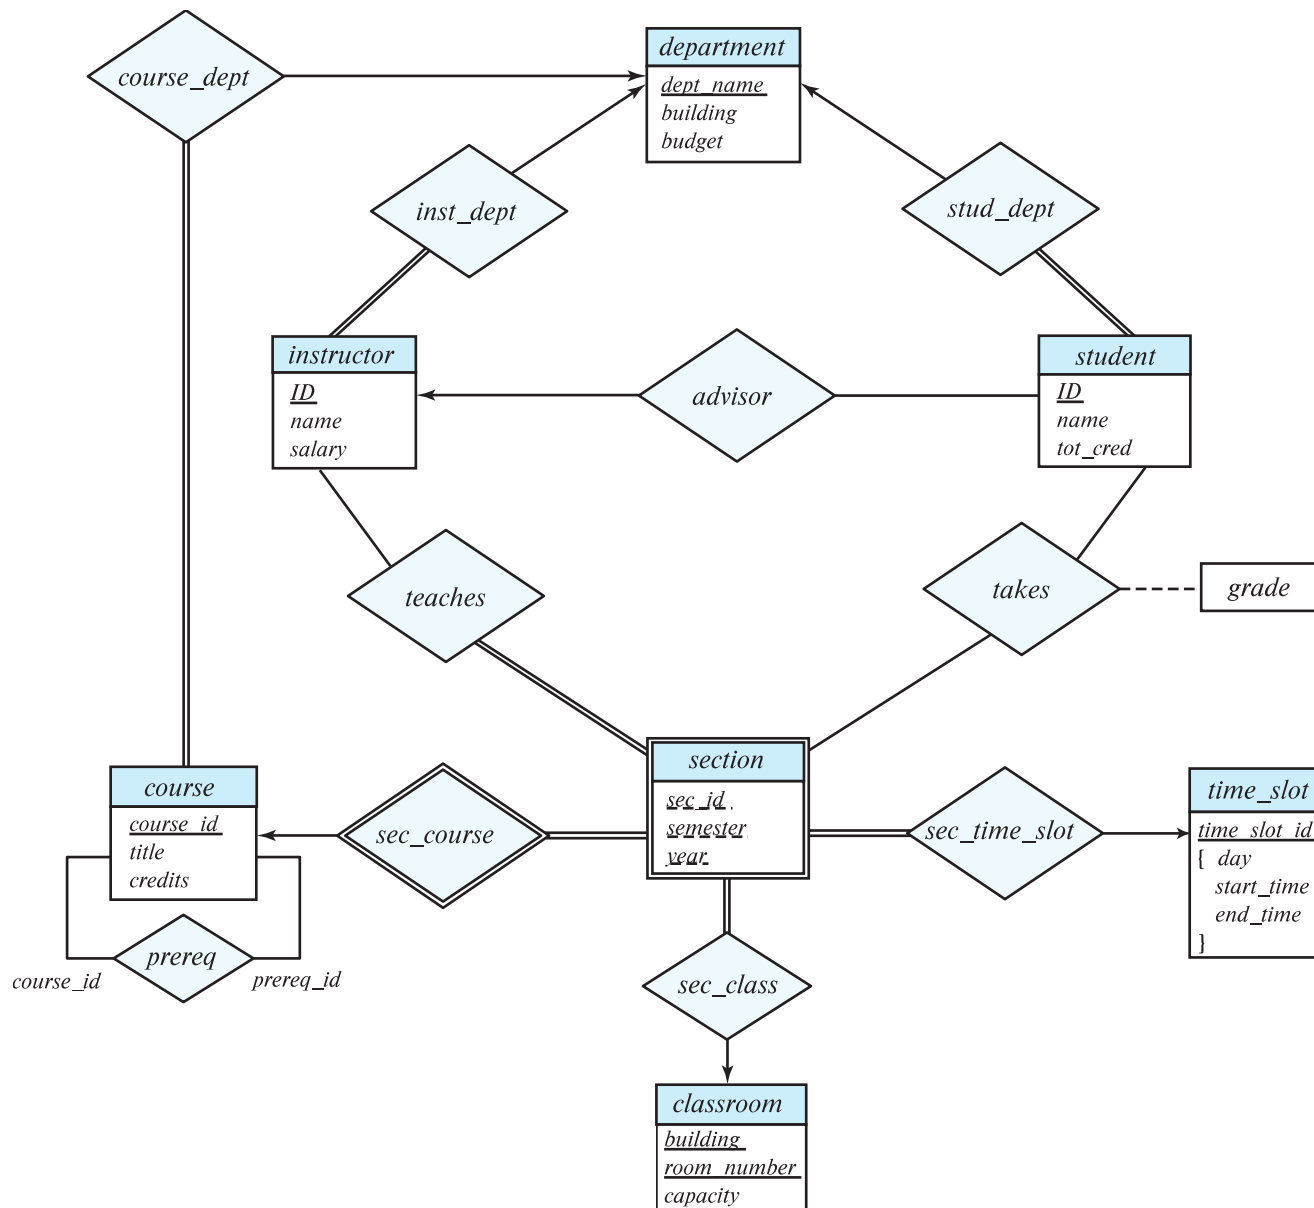 department
dept_name
building
budget
course_dept
inst_dept
stud_dept
instructor
ID
name
salary
advisor
student
ID
name
tot_cred
teaches
takes
grade
course
course_id
title
credits
sec_course
section
sec_id
semester
year
sec_time_slot
time_slot
time_slot_id
{ day
start_time
end_time
}
prereq
course_id
prereq_id
sec_class
classroom
building
room_number
capacity